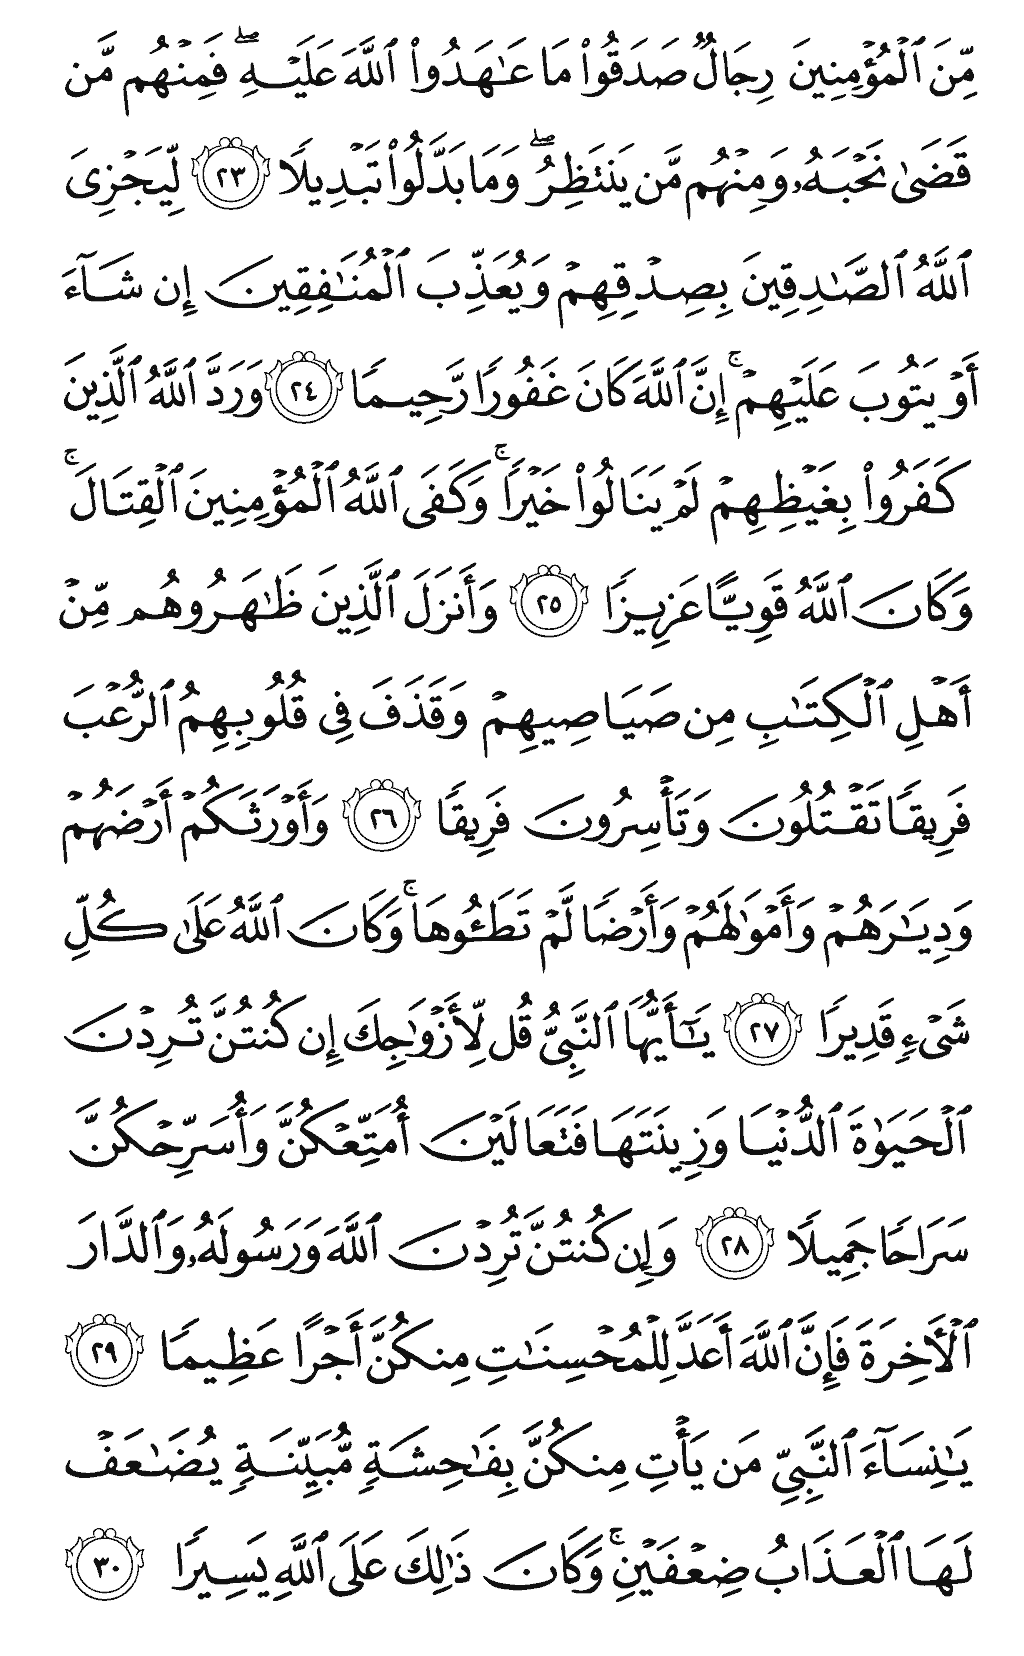 مِّنَ ٱلْمُؤْمِنِينَ رِجَالٌ صَدَقُوا۟ مَا عَـٰهَدُوا۟ ٱللَّهَ عَلَيْهِ ۖ فَمِنْهُم مَّن
قَضَىٰ نَحْبَهُۥ وَمِنْهُم مَّن يَنتَظِرُ ۖ وَمَا بَدَّلُوا۟ تَبْدِيلًا ٢٣ لِّيَجْزِىَ
ٱللَّهُ ٱلصَّـٰدِقِينَ بِصِدْقِهِمْ وَيُعَذِّبَ ٱلْمُنَـٰفِقِينَ إِن شَآءَ
أَوْ يَتُوبَ عَلَيْهِمْ ۚ إِنَّ ٱللَّهَ كَانَ غَفُورًا رَّحِيمًا ٢٤ وَرَدَّ ٱللَّهُ ٱلَّذِينَ
كَفَرُوا۟ بِغَيْظِهِمْ لَمْ يَنَالُوا۟ خَيْرًا ۚ وَكَفَى ٱللَّهُ ٱلْمُؤْمِنِينَ ٱلْقِتَالَ ۚ
وَكَانَ ٱللَّهُ قَوِيًّا عَزِيزًا ٢٥ وَأَنزَلَ ٱلَّذِينَ ظَـٰهَرُوهُم مِّنْ
أَهْلِ ٱلْكِتَـٰبِ مِن صَيَاصِيهِمْ وَقَذَفَ فِى قُلُوبِهِمُ ٱلرُّعْبَ
فَرِيقًا تَقْتُلُونَ وَتَأْسِرُونَ فَرِيقًا ٢٦ وَأَوْرَثَكُمْ أَرْضَهُمْ
وَدِيَـٰرَهُمْ وَأَمْوَٰلَهُمْ وَأَرْضًا لَّمْ تَطَـُٔوهَا ۚ وَكَانَ ٱللَّهُ عَلَىٰ كُلِّ
شَىْءٍ قَدِيرًا ٢٧ يَـٰٓأَيُّهَا ٱلنَّبِىُّ قُل لِّأَزْوَٰجِكَ إِن كُنتُنَّ تُرِدْنَ
ٱلْحَيَوٰةَ ٱلدُّنْيَا وَزِينَتَهَا فَتَعَالَيْنَ أُمَتِّعْكُنَّ وَأُسَرِّحْكُنَّ
سَرَاحًا جَمِيلًا ٢٨ وَإِن كُنتُنَّ تُرِدْنَ ٱللَّهَ وَرَسُولَهُۥ وَٱلدَّارَ
ٱلْـَٔاخِرَةَ فَإِنَّ ٱللَّهَ أَعَدَّ لِلْمُحْسِنَـٰتِ مِنكُنَّ أَجْرًا عَظِيمًا ٢٩
يَـٰنِسَآءَ ٱلنَّبِىِّ مَن يَأْتِ مِنكُنَّ بِفَـٰحِشَةٍ مُّبَيِّنَةٍ يُضَـٰعَفْ
لَهَا ٱلْعَذَابُ ضِعْفَيْنِ ۚ وَكَانَ ذَٰلِكَ عَلَى ٱللَّهِ يَسِيرًا ٣٠